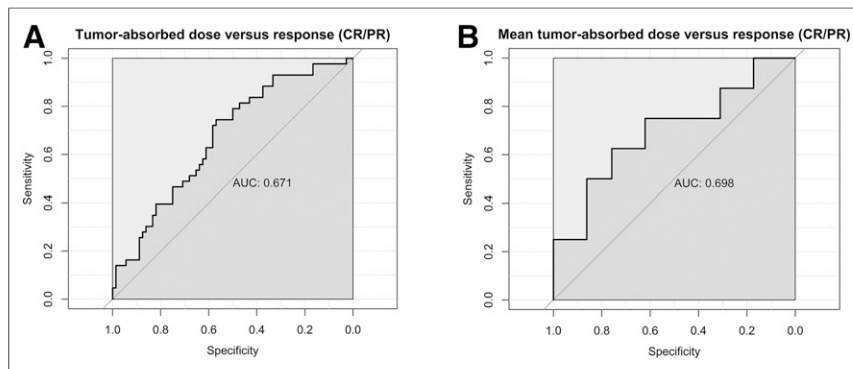 A
Tumor-absorbed dose versus response (CR/PR)
1.0
0.8
0.6
0.4
0.2
0.0
Sensitivity
AUC: 0.671
1.0 0.8 0.6 0.4 0.2 0.0
Specificity
B
Mean tumor-absorbed dose versus response (CR/PR)
1.0
0.8
0.6
0.4
0.2
0.0
Sensitivity
AUC: 0.698
1.0 0.8 0.6 0.4 0.2 0.0
Specificity